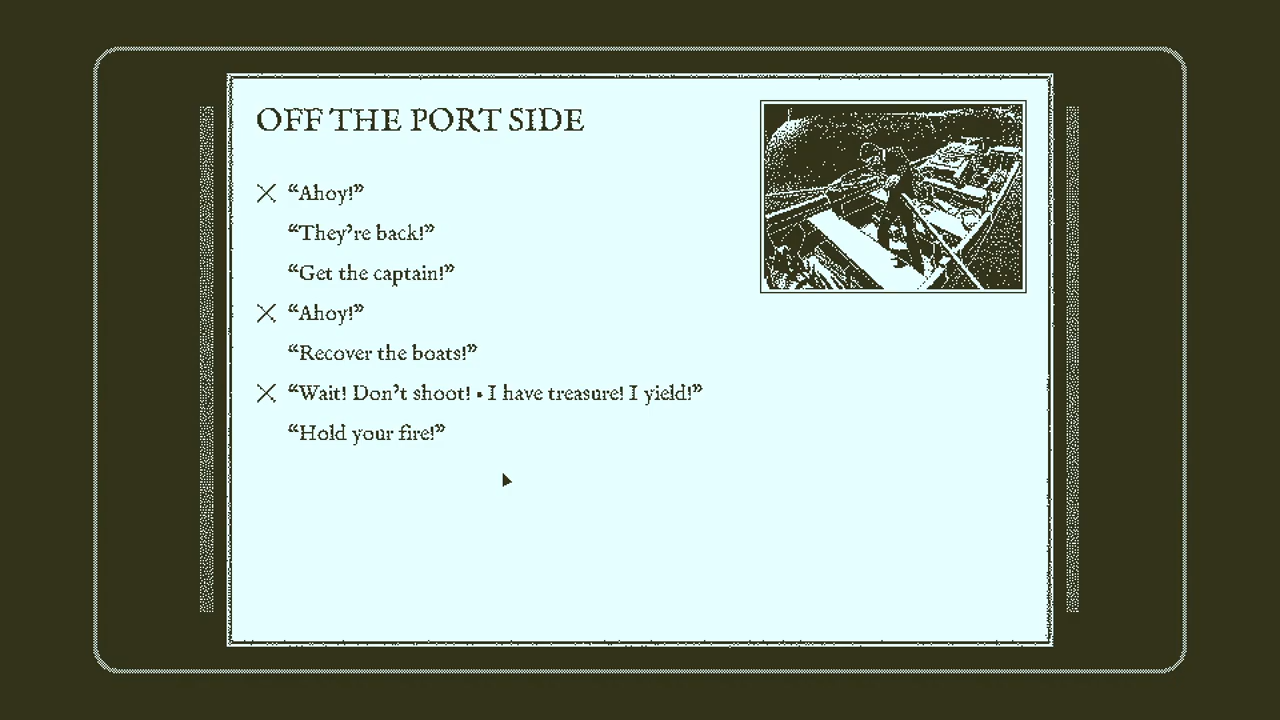 OFF THE PORT SIDE
“Ahoy!”
“They’re back!”
“Get the captain!”
“Ahoy!”
“Recover the boats!”
“Wait! Don’t shoot! • I have treasure! I yield!”
“Hold your fire!”